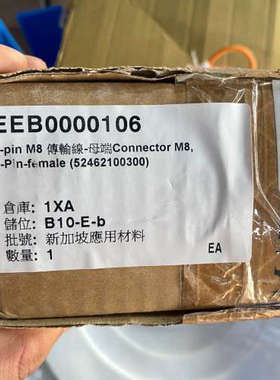 EEB0000106
-pin M8 傳輸線-母端Connector M8,
-Pin-female (52462100300)
倉庫: 1XA
儲位: B10-E-b
批號: 新加坡應用材料
數量: 1
EA